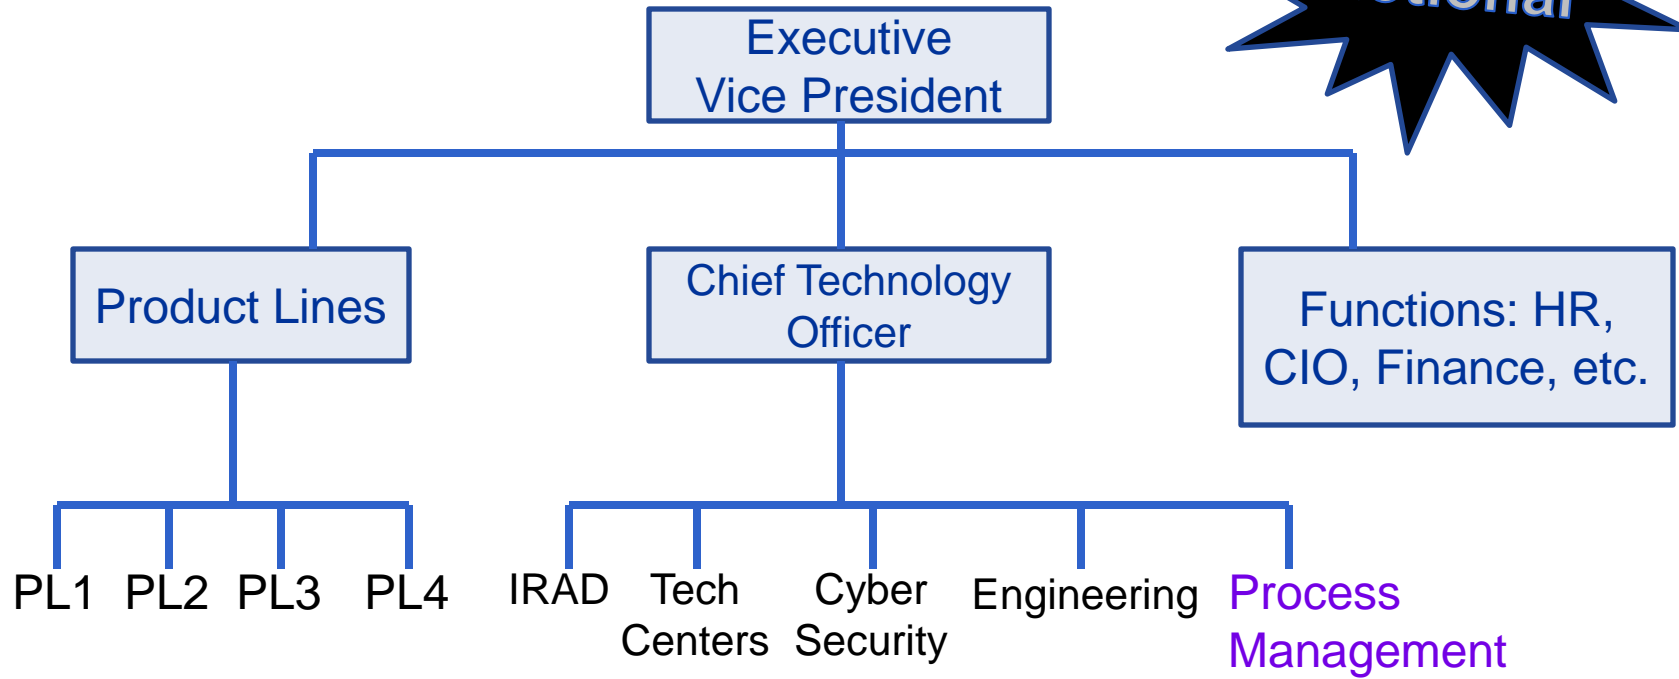 Executive
Vice President
Product Lines
Chief Technology
Officer
Functions: HR,
CIO, Finance, etc.
PL1 PL2 PL3 PL4
IRAD
Tech
Centers
Cyber
Security
Engineering
Process
Management